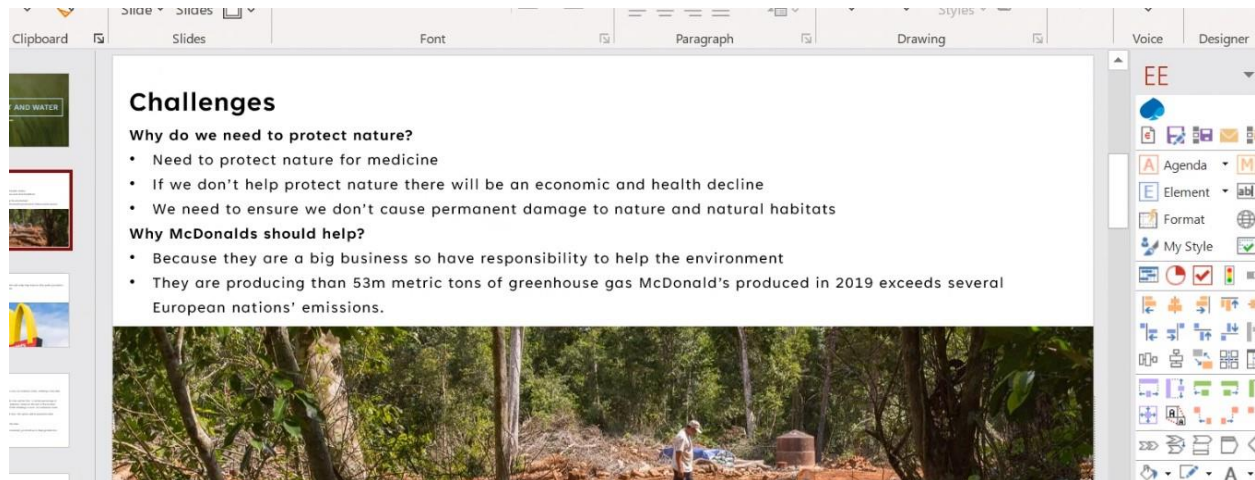 Slide Slides
Styles
Clipboard Slides Font Paragraph Drawing Voice Designer
AND WATER
Challenges
Why do we need to protect nature?
• Need to protect nature for medicine
• If we don't help protect nature there will be an economic and health decline
• We need to ensure we don't cause permanent damage to nature and natural habitats
Why McDonalds should help?
• Because they are a big business so have responsibility to help the environment
• They are producing than 53m metric tons of greenhouse gas McDonald's produced in 2019 exceeds several
European nations' emissions.
EE
A Agenda M
E Element ab
Format
My Style
A